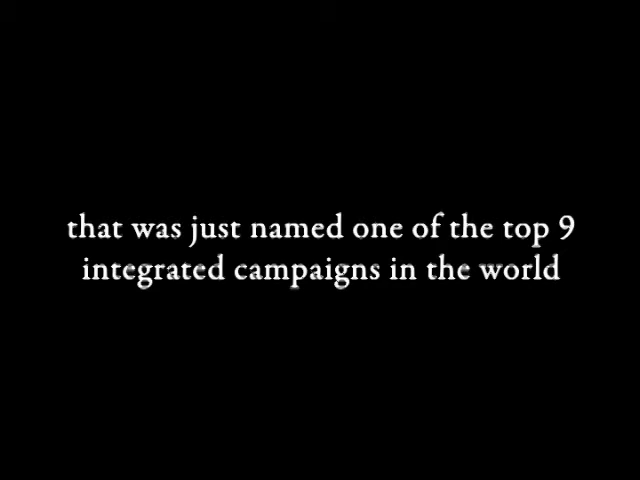 that was just named one of the top 9
integrated campaigns in the world